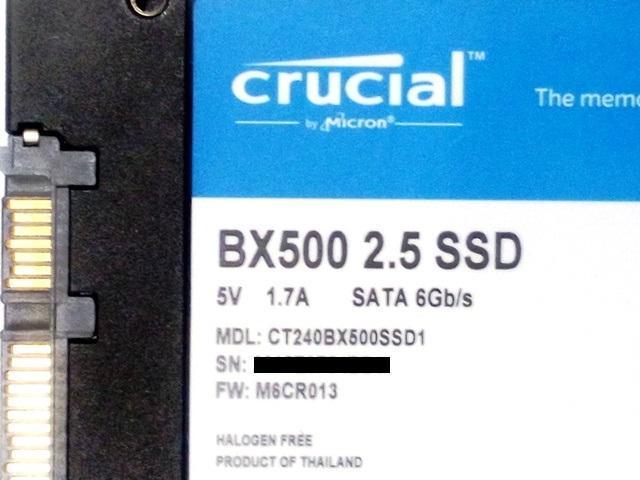 crucial™
by Micron®
The memo
BX500 2.5 SSD
5V 1.7A SATA 6Gb/s
MDL: CT240BX500SSD1
SN:
FW: M6CR013
HALOGEN FREE
PRODUCT OF THAILAND